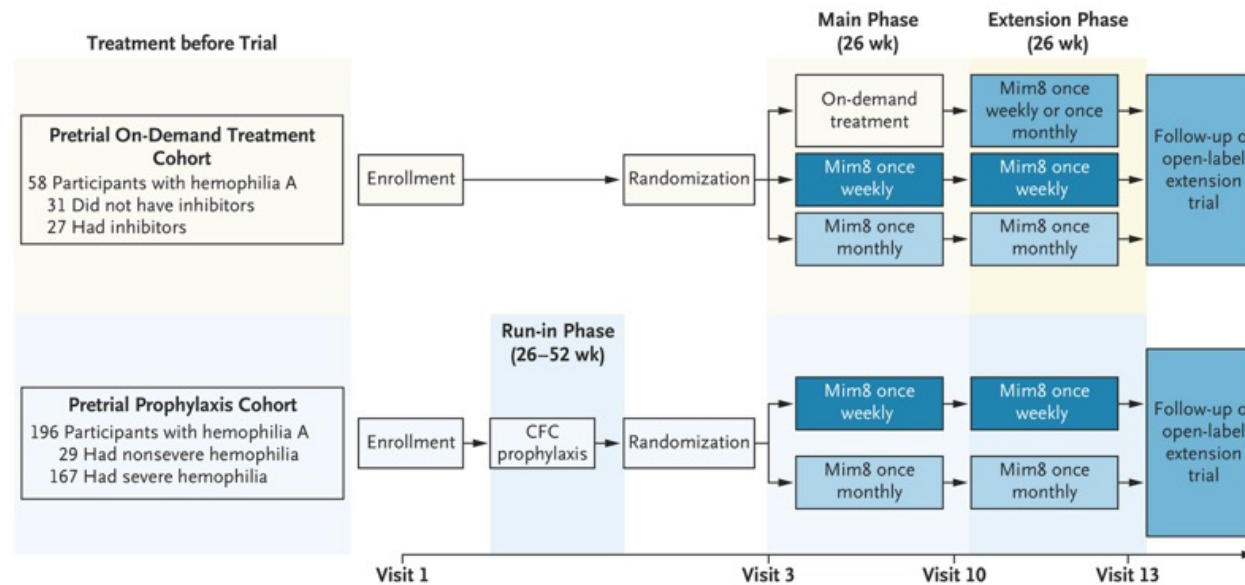 Treatment before Trial
Main Phase
(26 wk)
Extension Phase
(26 wk)
Pretrial On-Demand Treatment
Cohort
58 Participants with hemophilia A
31 Did not have inhibitors
27 Had inhibitors
Enrollment
Randomization
On-demand
treatment
Mim8 once
weekly or once
monthly
Mim8 once
weekly
Mim8 once
weekly
Mim8 once
monthly
Mim8 once
monthly
Follow-up
open-label
extension
trial
Run-in Phase
(26–52 wk)
Pretrial Prophylaxis Cohort
196 Participants with hemophilia A
29 Had nonsevere hemophilia
167 Had severe hemophilia
Enrollment
CFC
prophylaxis
Randomization
Mim8 once
weekly
Mim8 once
weekly
Mim8 once
monthly
Mim8 once
monthly
Follow-up
open-label
extension
trial
Visit 1
Visit 3
Visit 10
Visit 13